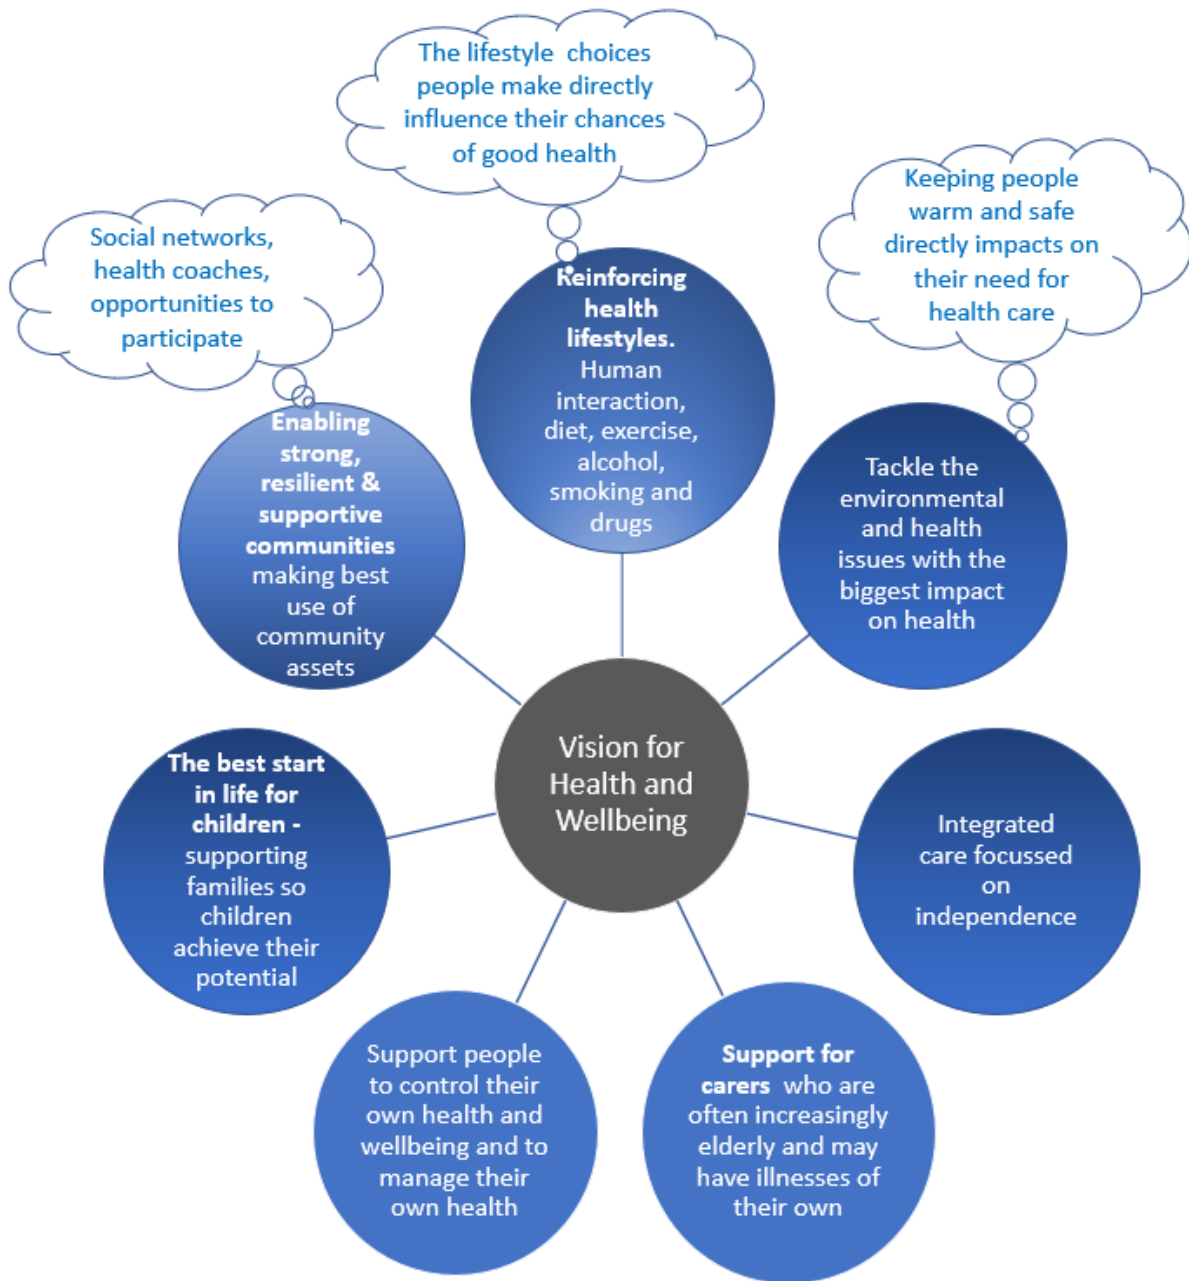 The lifestyle choices
people make directly
influence their chances
of good health
Keeping people
warm and safe
directly impacts on
their need for
health care
Social networks,
health coaches,
opportunities to
participate
Reinforcing
health
lifestyles.
Human
interaction,
diet, exercise,
alcohol,
smoking and
drugs
Enabling
strong,
resilient &
supportive
communities
making best
use of
community
assets
Tackle the
environmental
and health
issues with the
biggest impact
on health
Vision for
Health and
Wellbeing
The best start
in life for
children -
supporting
families so
children
achieve their
potential
Integrated
care focussed
on
independence
Support people
to control their
own health and
wellbeing and to
manage their
own health
Support for
carers who are
often increasingly
elderly and may
have illnesses of
their own